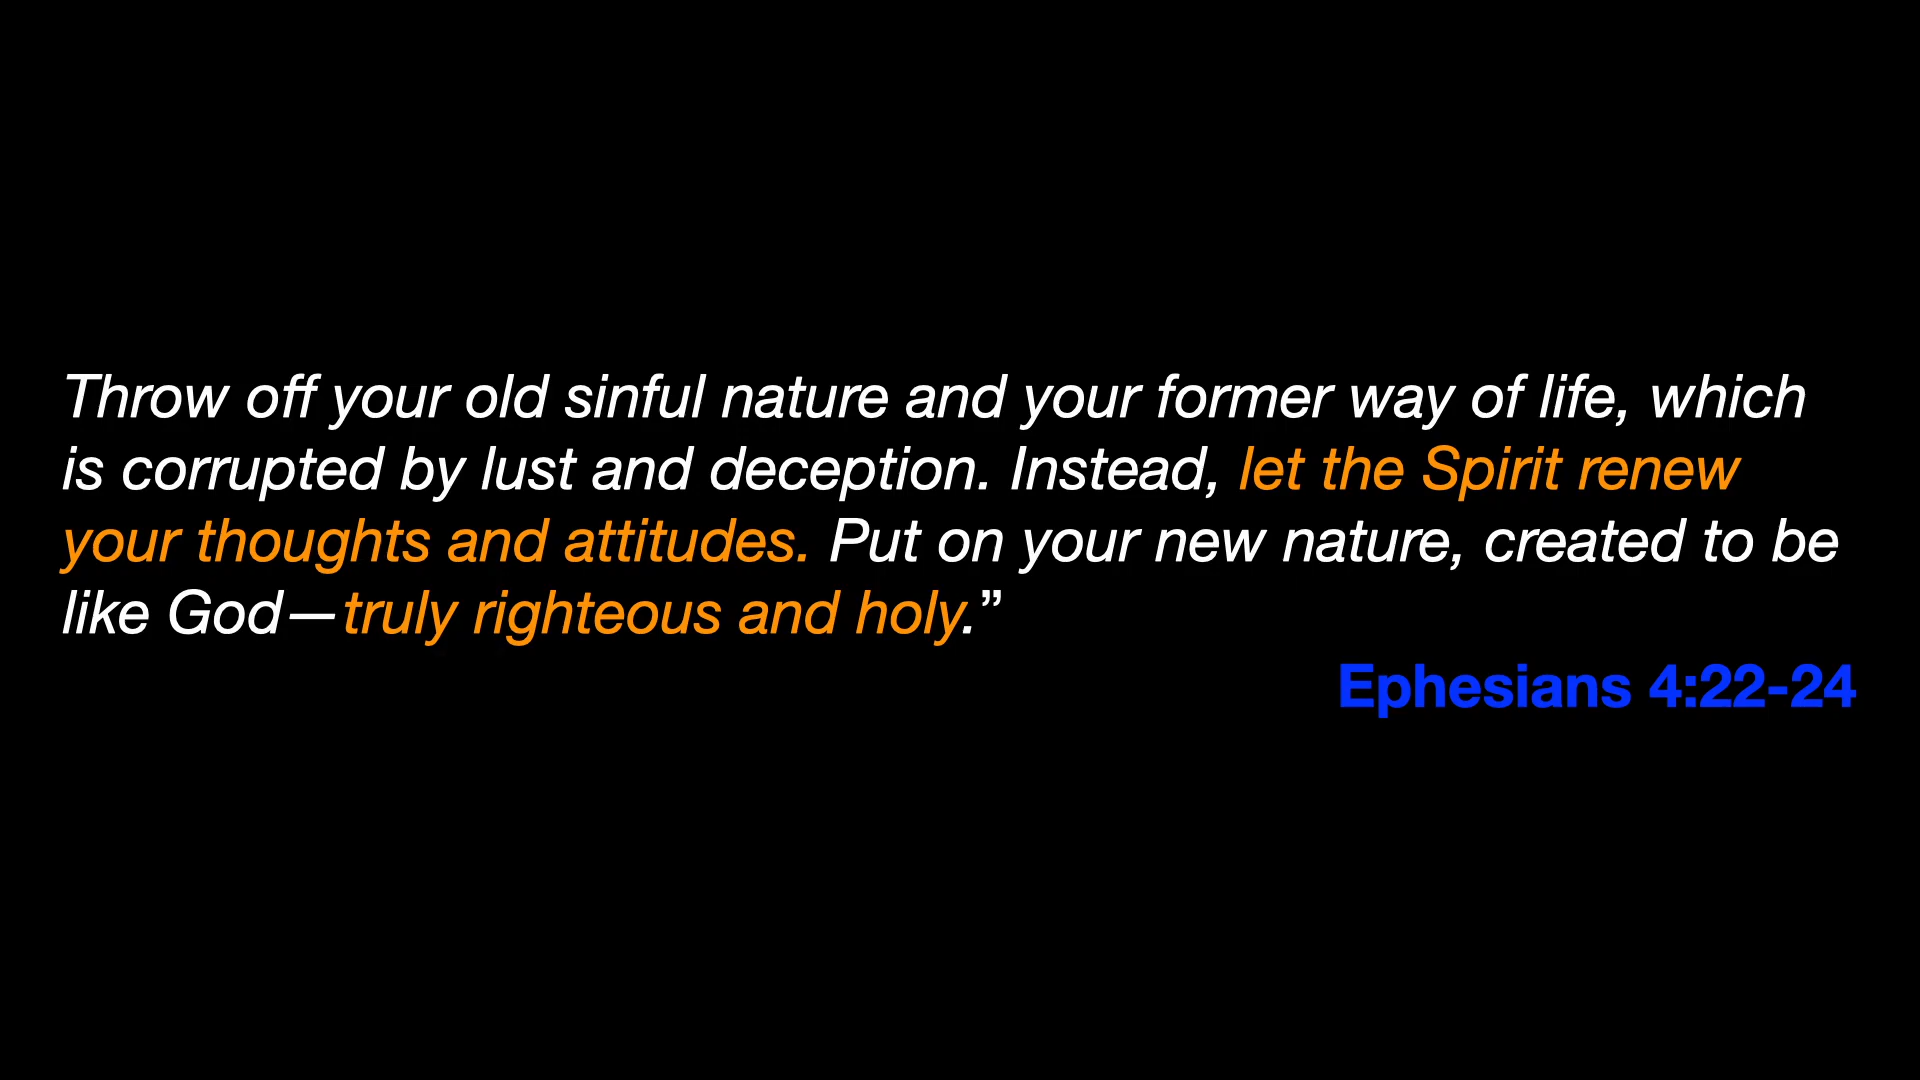 Throw off your old sinful nature and your former way of life, which
is corrupted by lust and deception. Instead, let the Spirit renew
your thoughts and attitudes. Put on your new nature, created to be
like God—truly righteous and holy.”
Ephesians 4:22-24